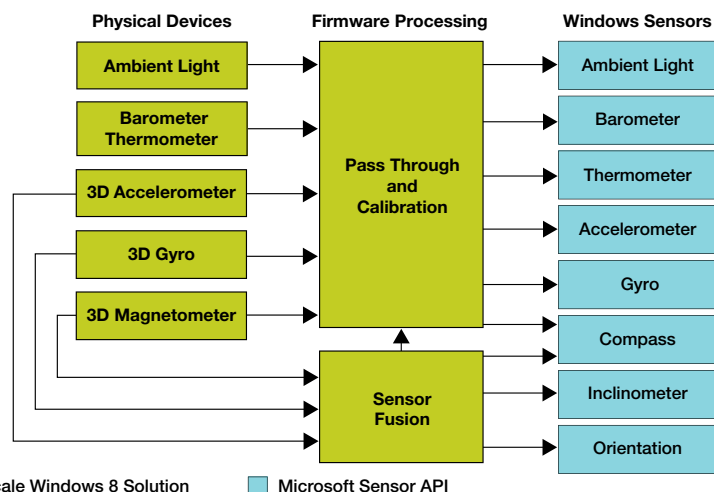 Physical Devices
Firmware Processing
Windows Sensors
Ambient Light
Barometer
Thermometer
3D Accelerometer
3D Gyro
3D Magnetometer
Pass Through
and
Calibration
Sensor
Fusion
Ambient Light
Barometer
Thermometer
Accelerometer
Gyro
Compass
Inclinometer
Orientation
cale Windows 8 Solution
Microsoft Sensor API